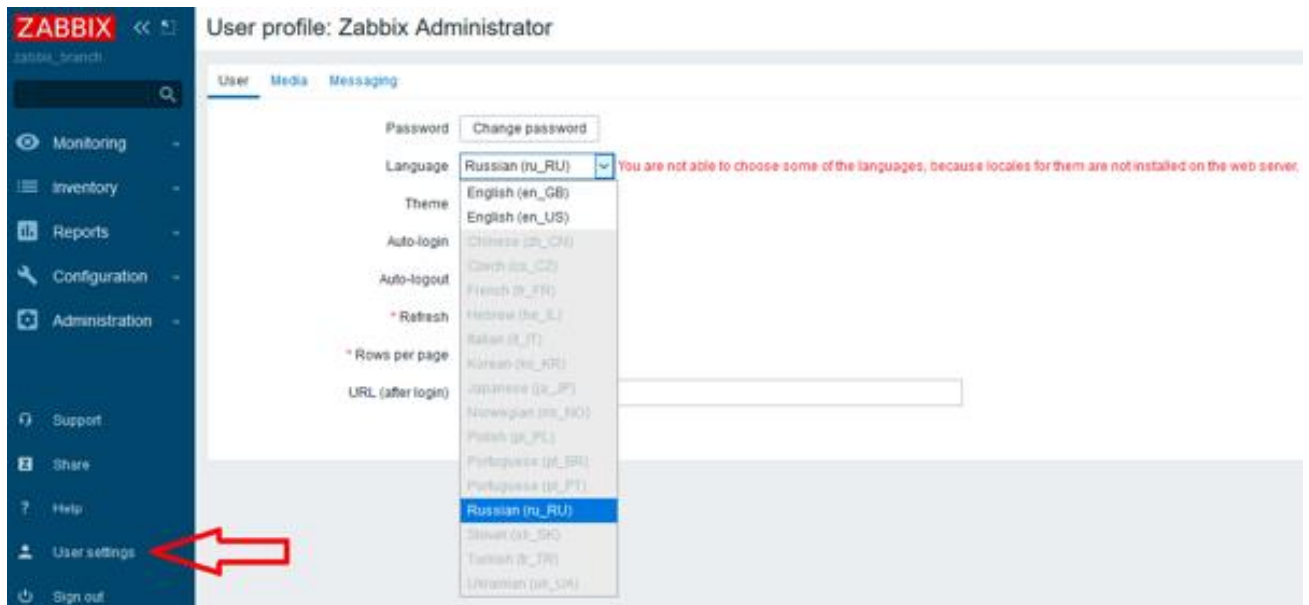 ZABBIX
zabbix_branch
Monitoring
Inventory
Reports
Configuration
Administration
Support
Share
Help
User settings
Sign out
User profile: Zabbix Administrator
User Media Messaging
Password Change password
Language Russian (ru_RU) You are not able to choose some of the languages, because locales for them are not installed on the web server.
Theme
Auto-login
Auto-logout
* Refresh
* Rows per page
URL (after login)
English (en_GB)
English (en_US)
Chinese (zh_CN)
Czech (cs_CZ)
French (fr_FR)
Hebrew (he_IL)
Italian (it_IT)
Korean (ko_KR)
Japanese (ja_JP)
Norwegian (nb_NO)
Polish (pl_PL)
Portuguese (pt_BR)
Portuguese (pt_PT)
Russian (ru_RU)
Slovak (sk_SK)
Turkish (tr_TR)
Ukrainian (uk_UA)